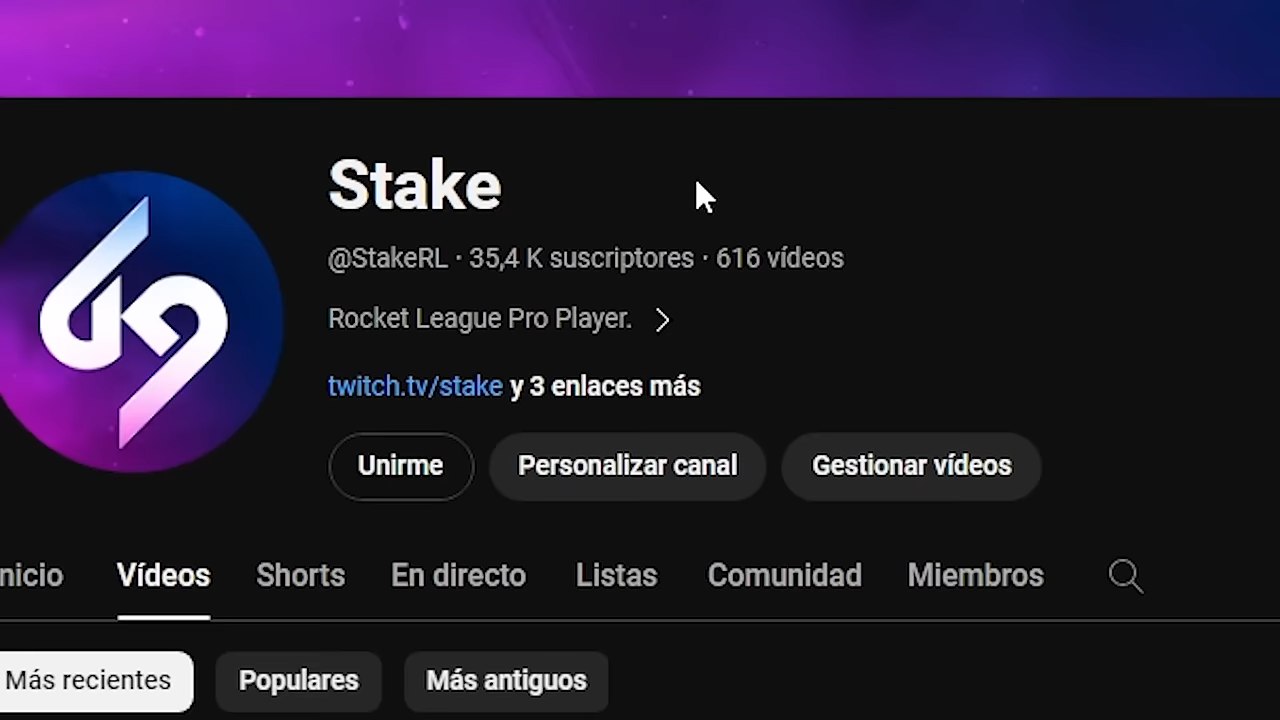 Stake
@StakeRL · 35,4 K suscriptores · 616 vídeos
Rocket League Pro Player.
twitch.tv/stake y 3 enlaces más
Unirme Personalizar canal Gestionar vídeos
nicio Vídeos Shorts En directo Listas Comunidad Miembros
Más recientes Populares Más antiguos